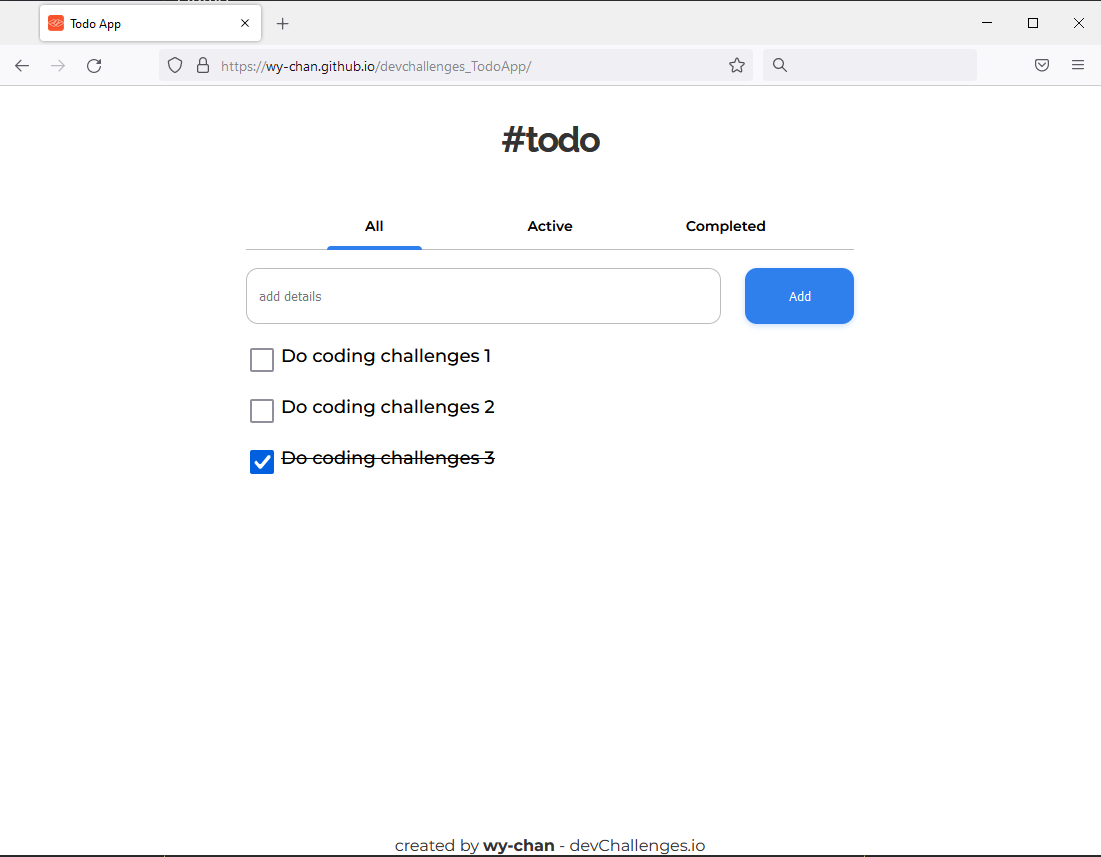 Todo App
https://wy-chan.github.io/devchallenges_TodoApp/
#todo
All Active Completed
add details Add
Do coding challenges 1
Do coding challenges 2
Do coding challenges 3
created by wy-chan - devChallenges.io